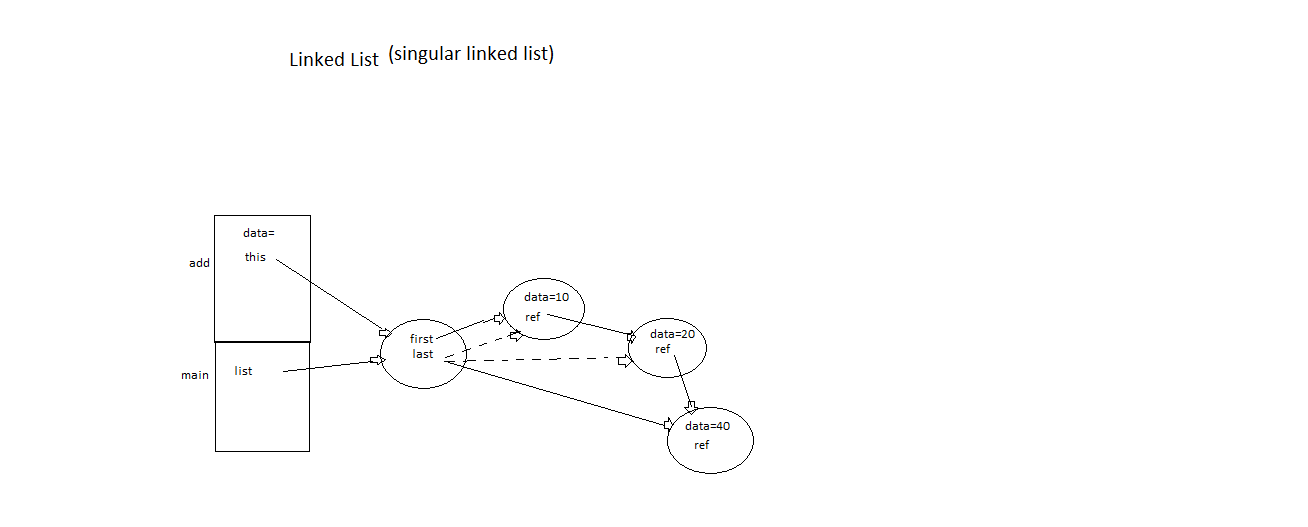 Linked List (singular linked list)
add
data=
this
main
list
first
last
data=10
ref
data=20
ref
data=40
ref